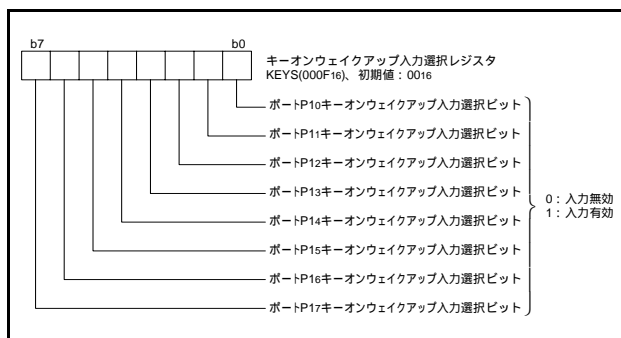 b7 b0
キーオンウェイクアップ入力選択レジスタ
KEYS(000F16)、初期値：0016
ポートP10キーオンウェイクアップ入力選択ビット
ポートP11キーオンウェイクアップ入力選択ビット
ポートP12キーオンウェイクアップ入力選択ビット
ポートP13キーオンウェイクアップ入力選択ビット
ポートP14キーオンウェイクアップ入力選択ビット
ポートP15キーオンウェイクアップ入力選択ビット
ポートP16キーオンウェイクアップ入力選択ビット
ポートP17キーオンウェイクアップ入力選択ビット
0：入力無効
1：入力有効